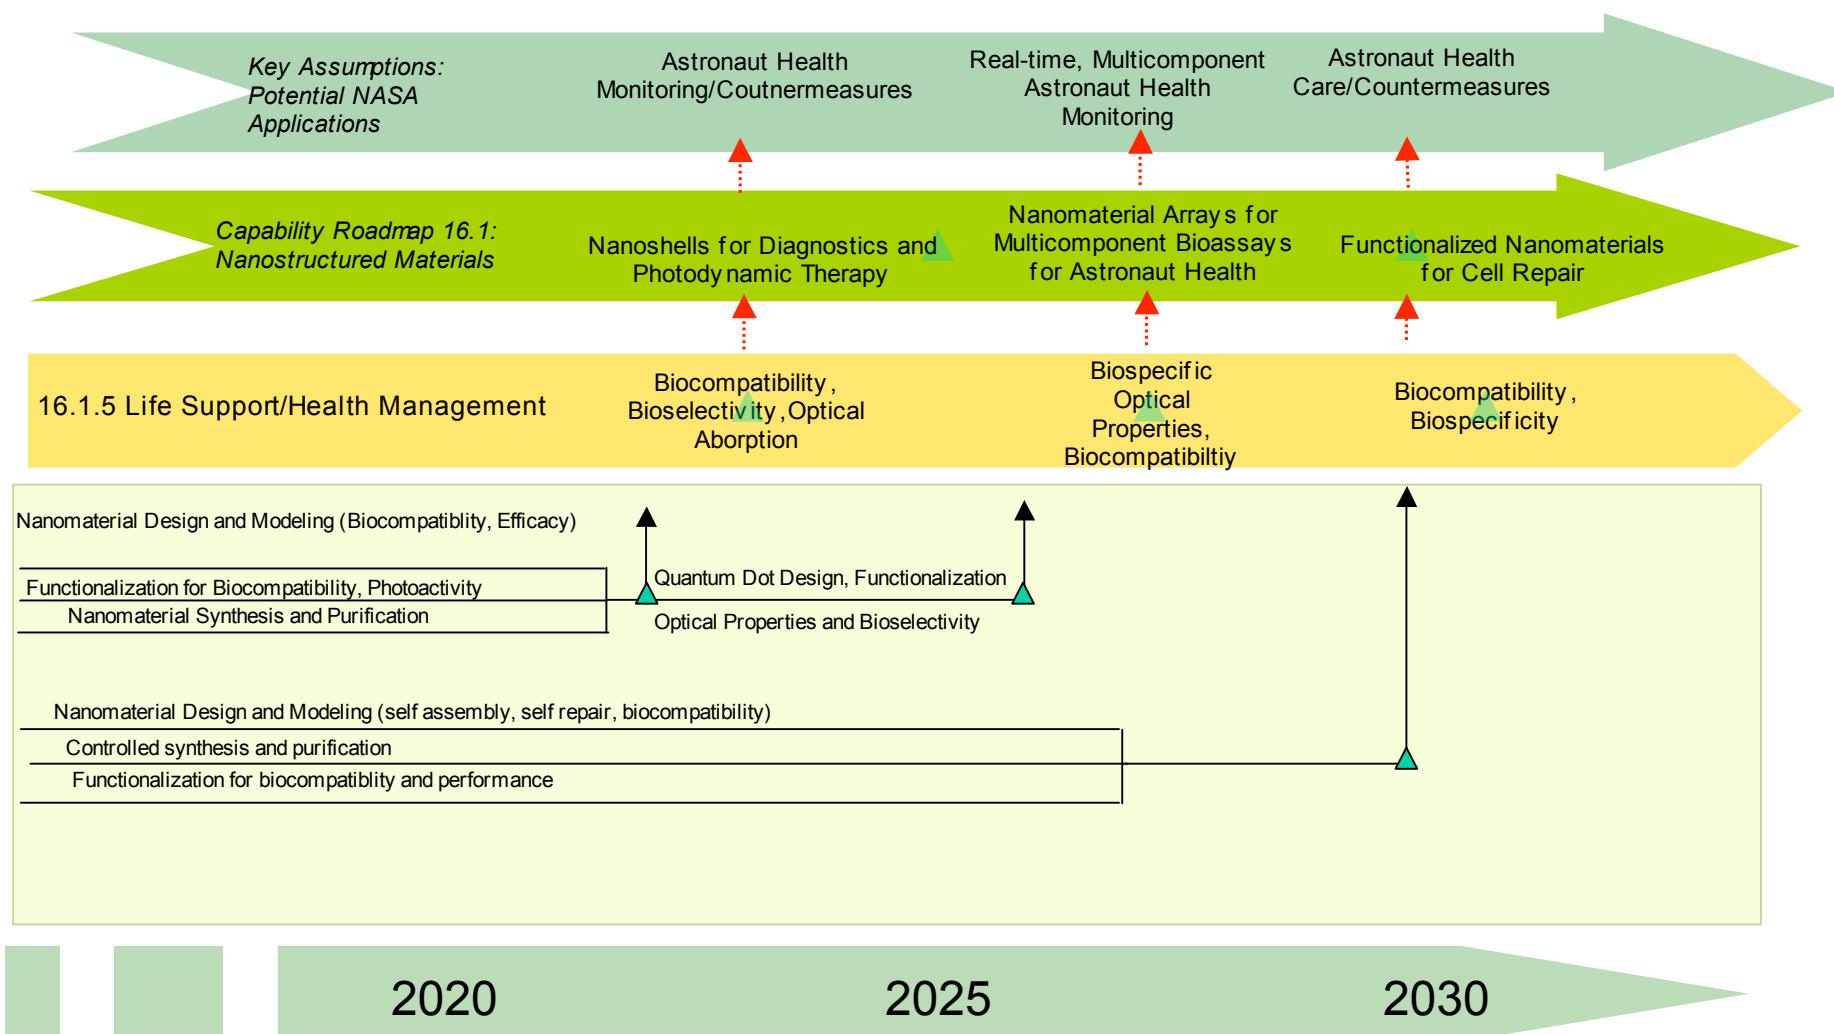 Key Assumptions:
Potential NASA
Applications
Astronaut Health
Monitoring/Coutnermeasures
Real-time, Multicomponent
Astronaut Health
Monitoring
Astronaut Health
Care/Countermeasures
Capability Roadmap 16.1:
Nanostructured Materials
Nanoshells for Diagnostics and
Photodynamic Therapy
Nanomaterial Arrays for
Multicomponent Bioassays
for Astronaut Health
Functionalized Nanomaterials
for Cell Repair
16.1.5 Life Support/Health Management
Biocompatibility,
Bioselectivity,Optical
Aborption
Biospecific
Optical
Properties,
Biocompatibiltiy
Biocompatibility,
Biospecificity
Nanomaterial Design and Modeling (Biocompatiblity, Efficacy)
Functionalization for Biocompatibility, Photoactivity
Nanomaterial Synthesis and Purification
Quantum Dot Design, Functionalization
Optical Properties and Bioselectivity
Nanomaterial Design and Modeling (self assembly, self repair, biocompatibility)
Controlled synthesis and purification
Functionalization for biocompatiblity and performance
2020
2025
2030